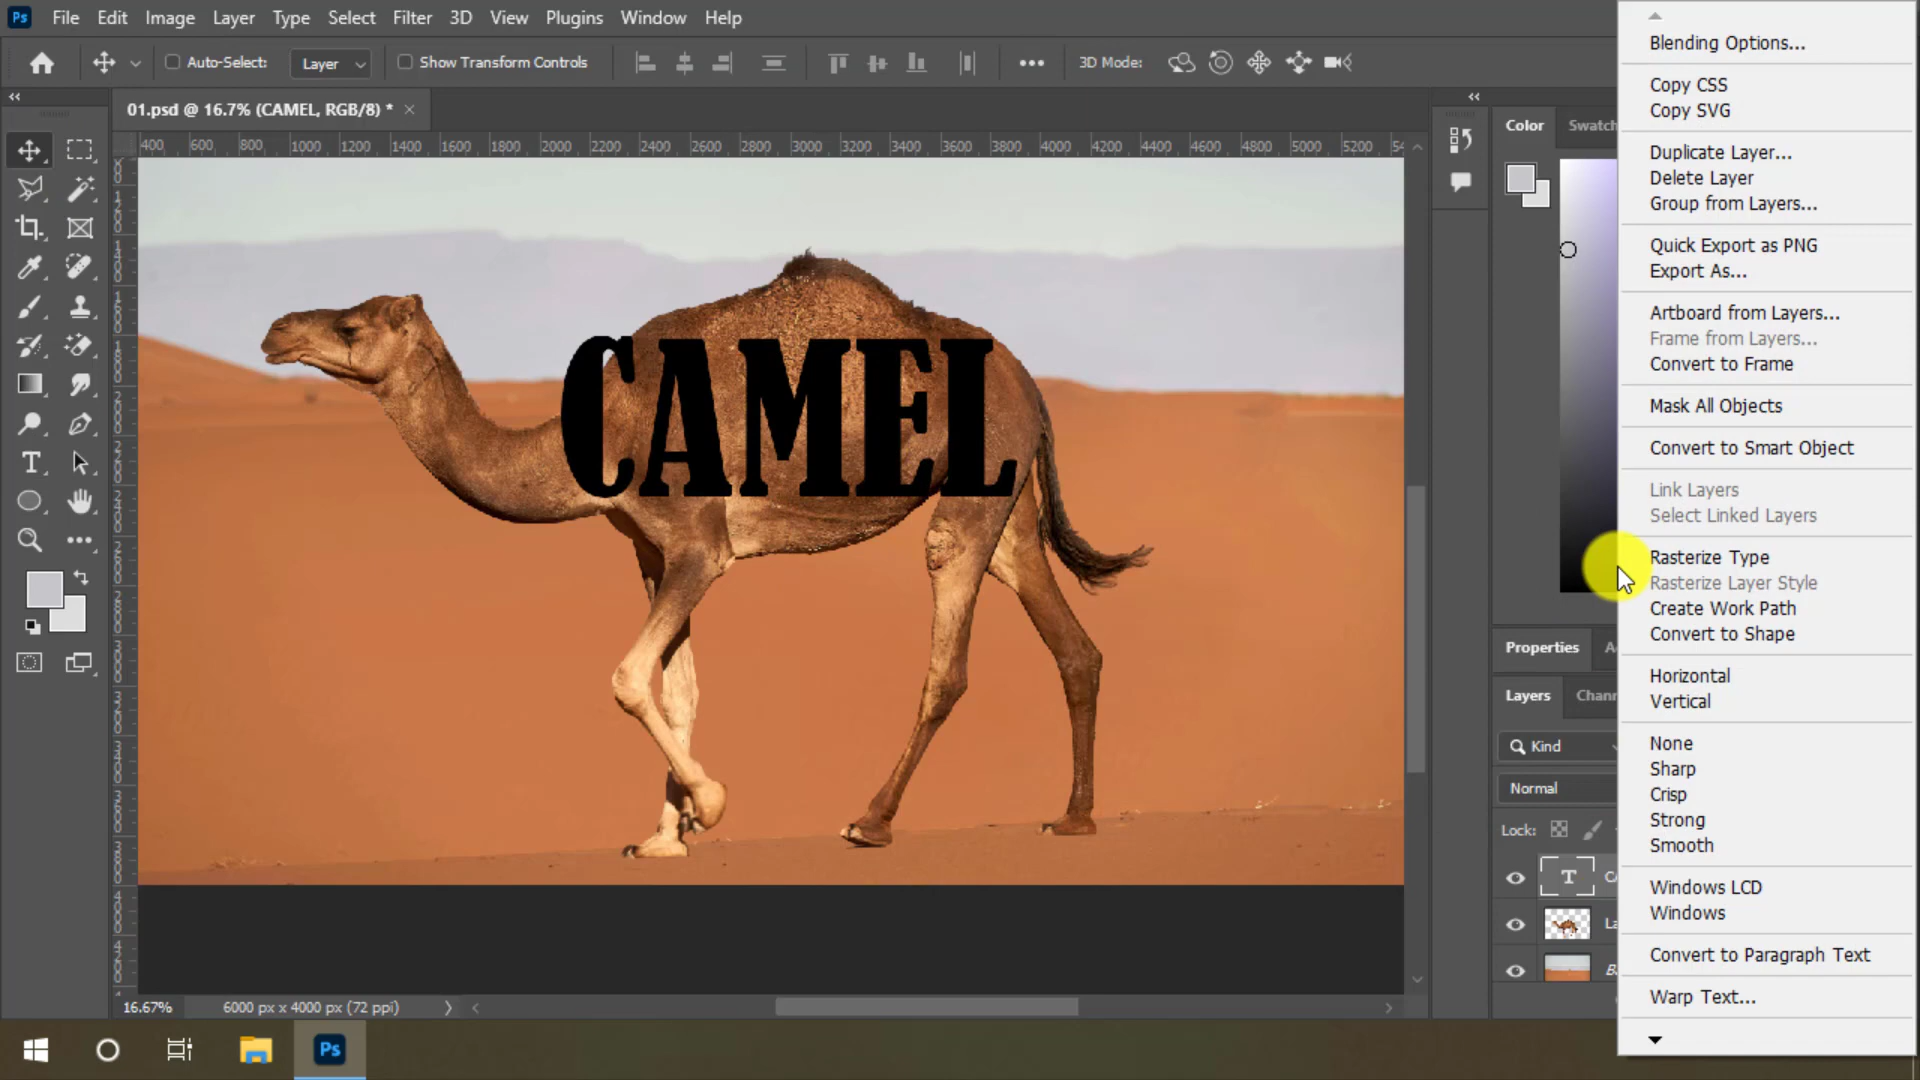 Ps File Edit Image Layer Type Select Filter 3D View Plugins Window Help
Auto-Select: Layer Show Transform Controls 3D Mode:
01.psd @ 16.7% (CAMEL, RGB/8) *
400 600 800 1000 1200 1400 1600 1800 2000 2200 2400 2600 2800 3000 3200 3400 3600 3800 4000 4200 4400 4600 4800 5000 5200
CAMEL
16.67% 6000 px x 4000 px (72 ppi)
Color Swatch
Properties
Layers Chann
Kind
Normal
Lock:
Blending Options...
Copy CSS
Copy SVG
Duplicate Layer...
Delete Layer
Group from Layers...
Quick Export as PNG
Export As...
Artboard from Layers...
Frame from Layers...
Convert to Frame
Mask All Objects
Convert to Smart Object
Link Layers
Select Linked Layers
Rasterize Type
Rasterize Layer Style
Create Work Path
Convert to Shape
Horizontal
Vertical
None
Sharp
Crisp
Strong
Smooth
Windows LCD
Windows
Convert to Paragraph Text
Warp Text...
Ps